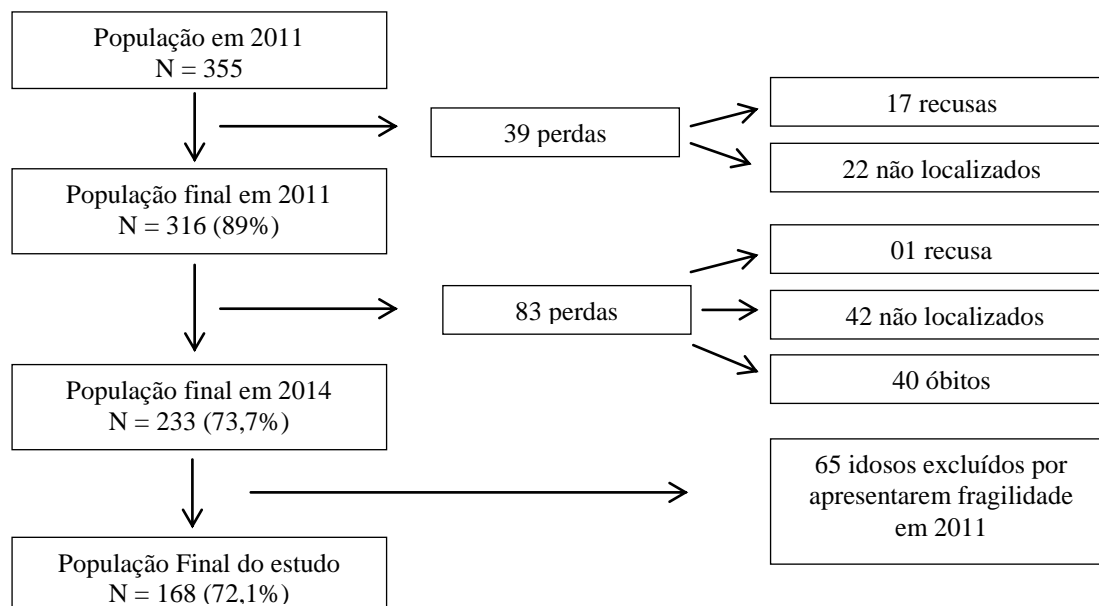 População em 2011
N = 355
39 perdas
17 recusas
22 não localizados
População final em 2011
N = 316 (89%)
83 perdas
01 recusa
42 não localizados
40 óbitos
População final em 2014
N = 233 (73,7%)
65 idosos excluídos por
apresentarem fragilidade
em 2011
População Final do estudo
N = 168 (72,1%)